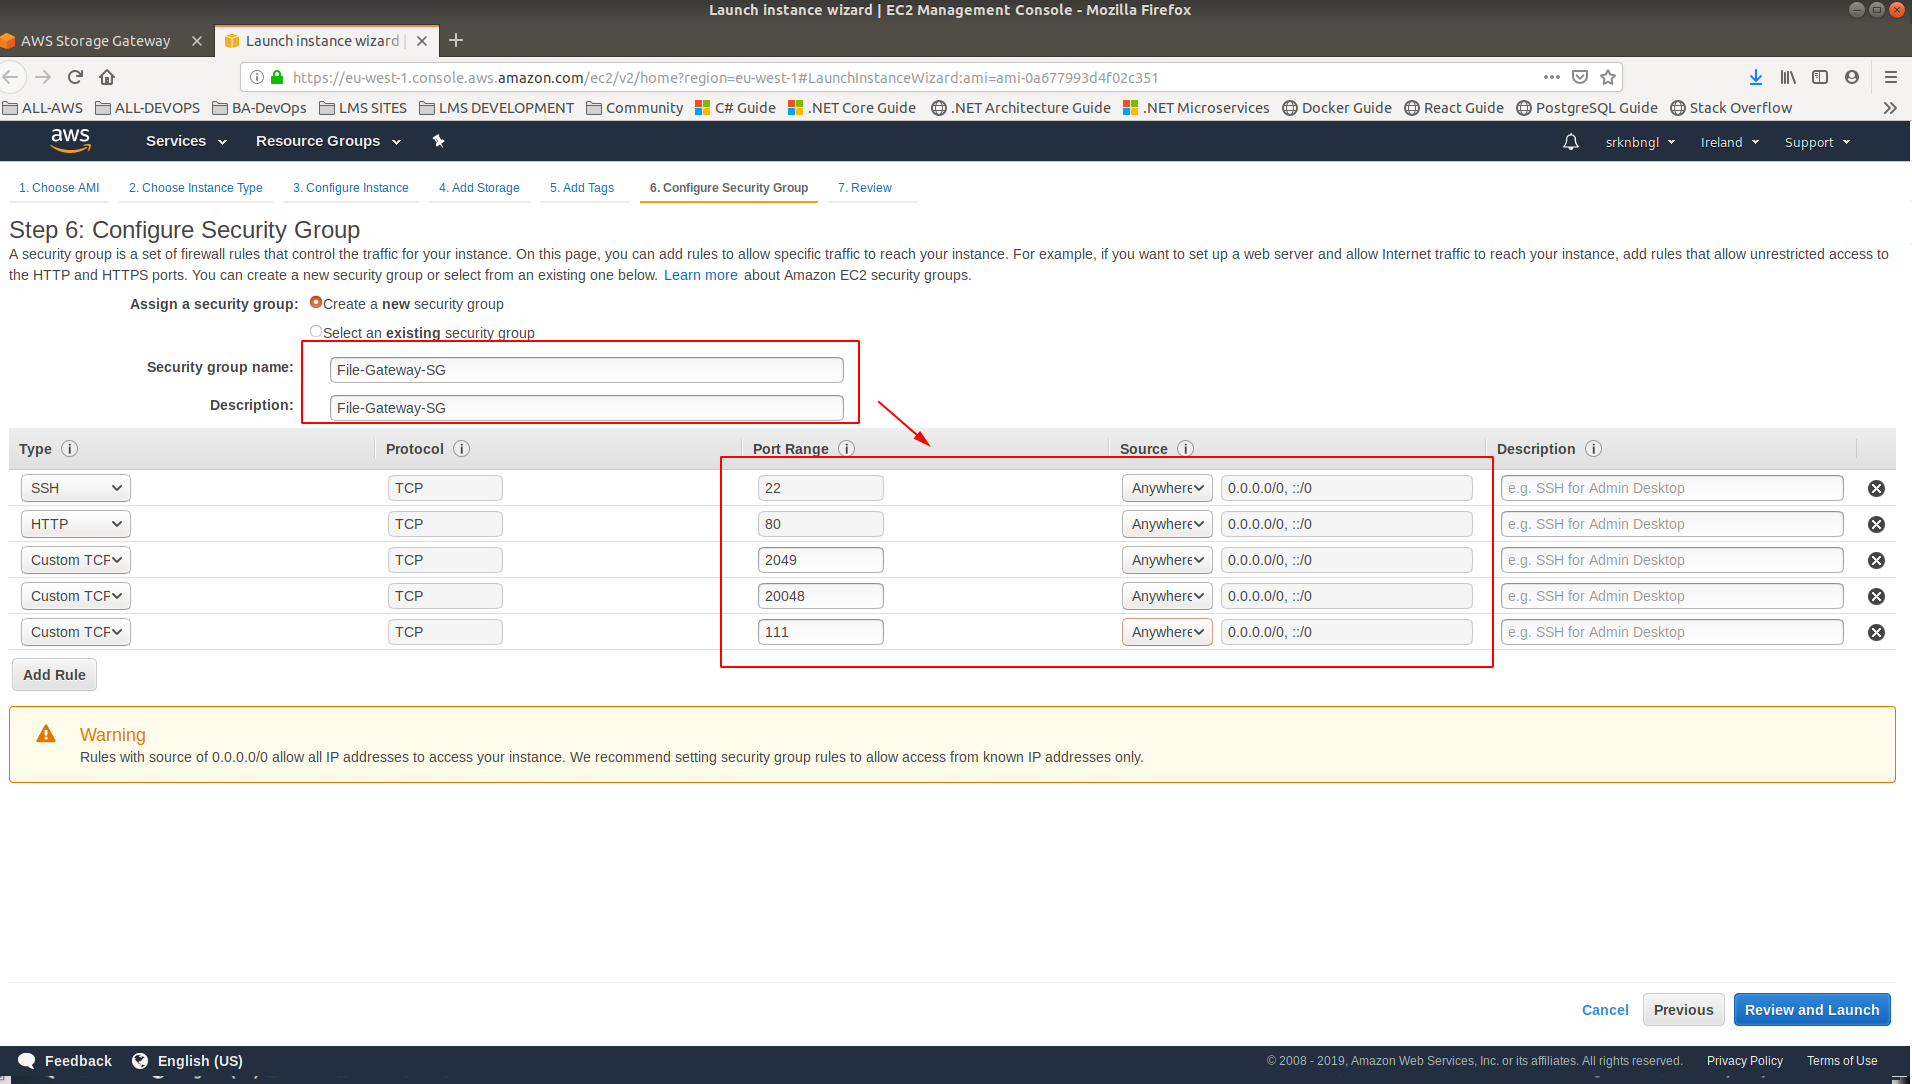 Launch instance wizard | EC2 Management Console - Mozilla Firefox
AWS Storage Gateway
Launch instance wizard |
https://eu-west-1.console.aws.amazon.com/ec2/v2/home?region=eu-west-1#LaunchInstanceWizard:ami=ami-0a677993d4f02c351
ALL-AWS ALL-DEVOPS BA-DevOps LMS SITES LMS DEVELOPMENT Community C# Guide .NET Core Guide .NET Architecture Guide .NET Microservices Docker Guide React Guide PostgreSQL Guide Stack Overflow
aws Services Resource Groups srknbngl Ireland Support
1. Choose AMI 2. Choose Instance Type 3. Configure Instance 4. Add Storage 5. Add Tags 6. Configure Security Group 7. Review
Step 6: Configure Security Group
A security group is a set of firewall rules that control the traffic for your instance. On this page, you can add rules to allow specific traffic to reach your instance. For example, if you want to set up a web server and allow Internet traffic to reach your instance, add rules that allow unrestricted access to
the HTTP and HTTPS ports. You can create a new security group or select from an existing one below. Learn more about Amazon EC2 security groups.
Assign a security group: Create a new security group
Select an existing security group
Security group name: File-Gateway-SG
Description: File-Gateway-SG
Type Protocol Port Range Source Description
SSH TCP 22 Anywhere 0.0.0.0/0, ::/0 e.g. SSH for Admin Desktop
HTTP TCP 80 Anywhere 0.0.0.0/0, ::/0 e.g. SSH for Admin Desktop
Custom TCP TCP 2049 Anywhere 0.0.0.0/0, ::/0 e.g. SSH for Admin Desktop
Custom TCP TCP 20048 Anywhere 0.0.0.0/0, ::/0 e.g. SSH for Admin Desktop
Custom TCP TCP 111 Anywhere 0.0.0.0/0, ::/0 e.g. SSH for Admin Desktop
Add Rule
Warning
Rules with source of 0.0.0.0/0 allow all IP addresses to access your instance. We recommend setting security group rules to allow access from known IP addresses only.
Cancel Previous Review and Launch
Feedback English (US) © 2008 - 2019, Amazon Web Services, Inc. or its affiliates. All rights reserved. Privacy Policy Terms of Use